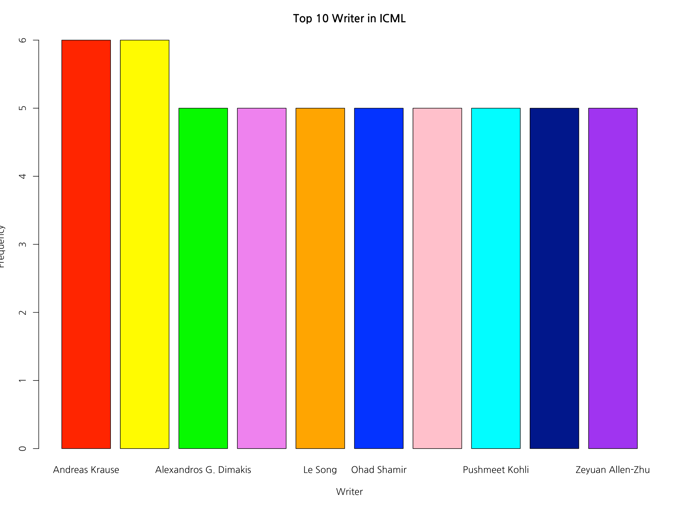 Top 10 Writer in ICML
Frequency
6
5
4
3
2
1
0
Andreas Krause Alexandros G. Dimakis Le Song Ohad Shamir Pushmeet Kohli Zeyuan Allen-Zhu
Writer